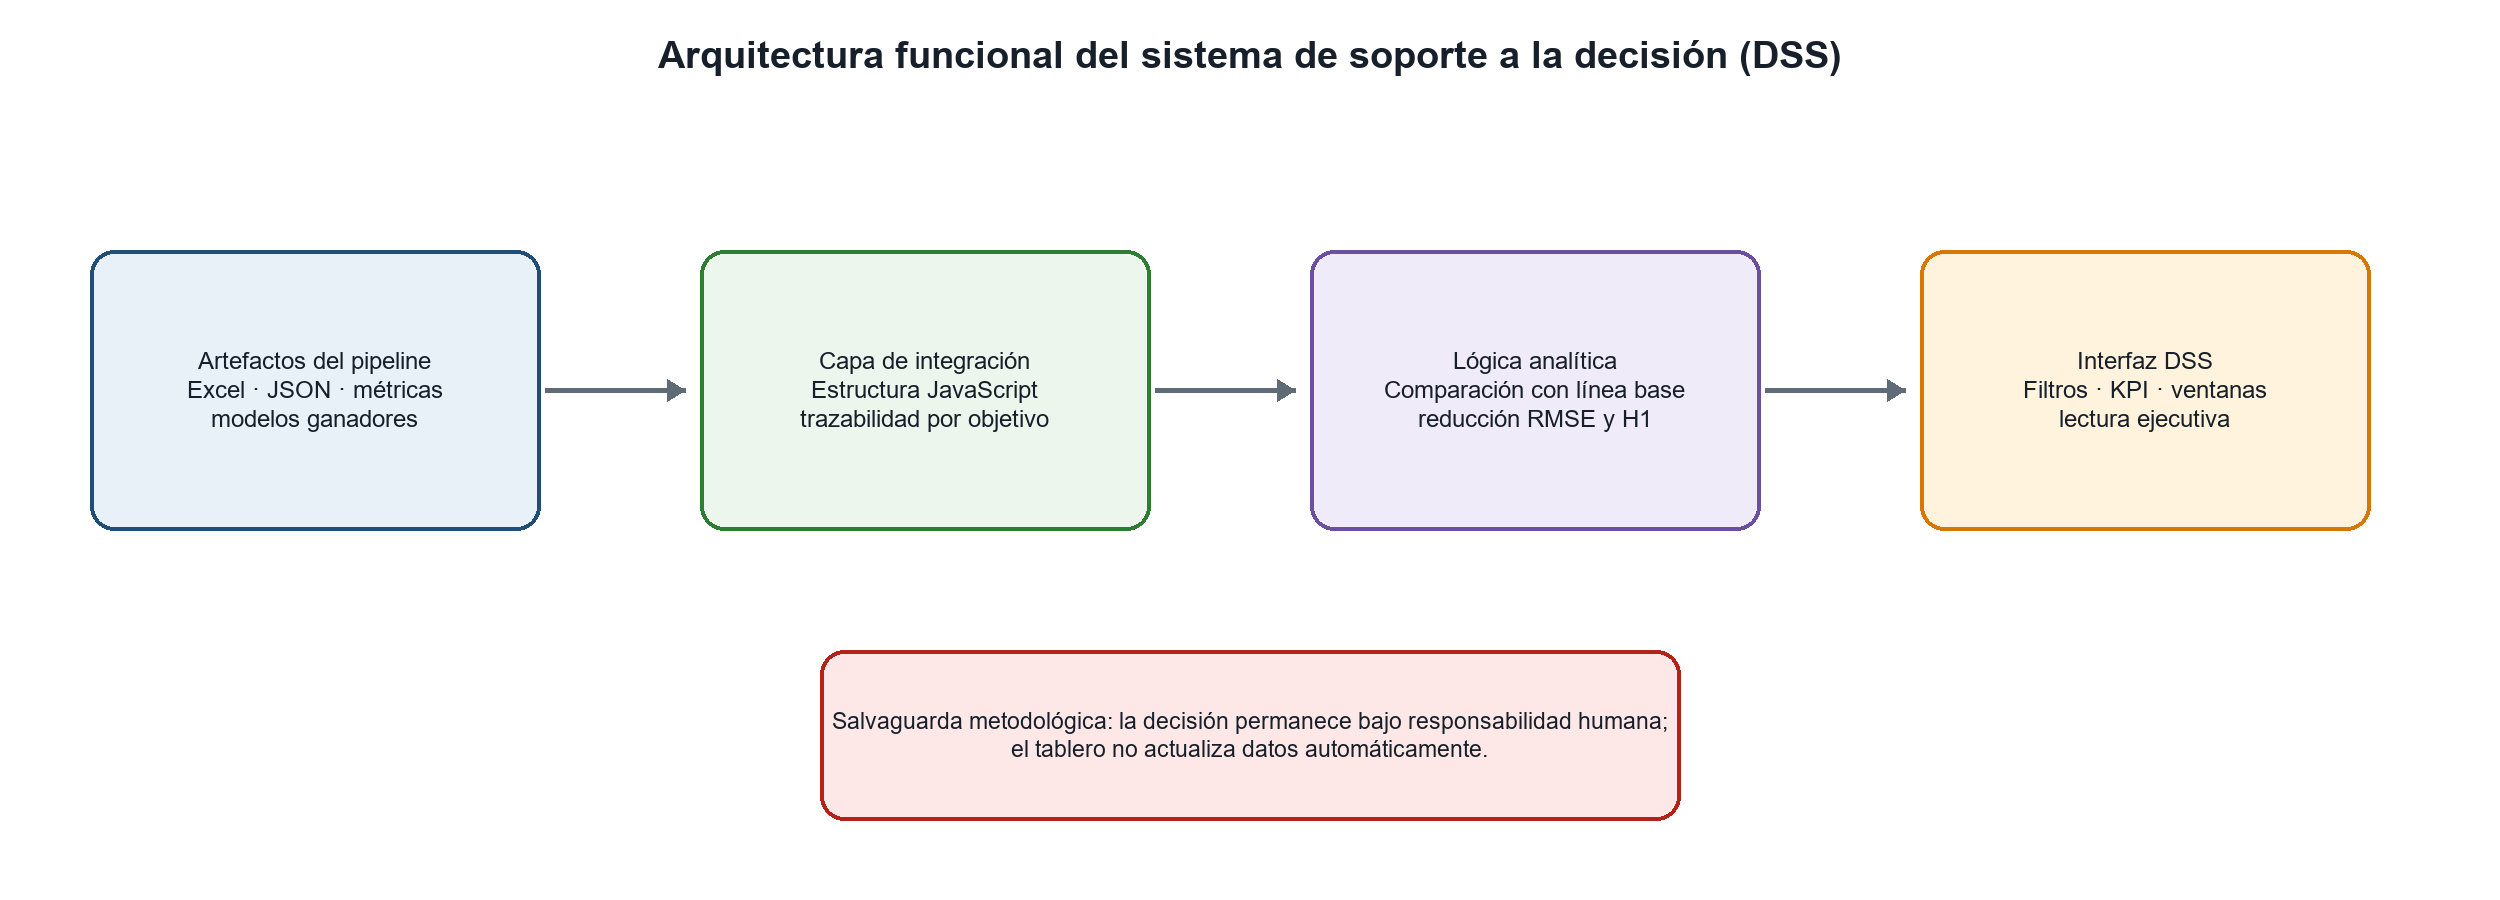 Arquitectura funcional del sistema de soporte a la decisión (DSS)
Artefactos del pipeline
Excel · JSON · métricas
modelos ganadores
Capa de integración
Estructura JavaScript
trazabilidad por objetivo
Lógica analítica
Comparación con línea base
reducción RMSE y H1
Interfaz DSS
Filtros · KPI · ventanas
lectura ejecutiva
Salvaguarda metodológica: la decisión permanece bajo responsabilidad humana;
el tablero no actualiza datos automáticamente.